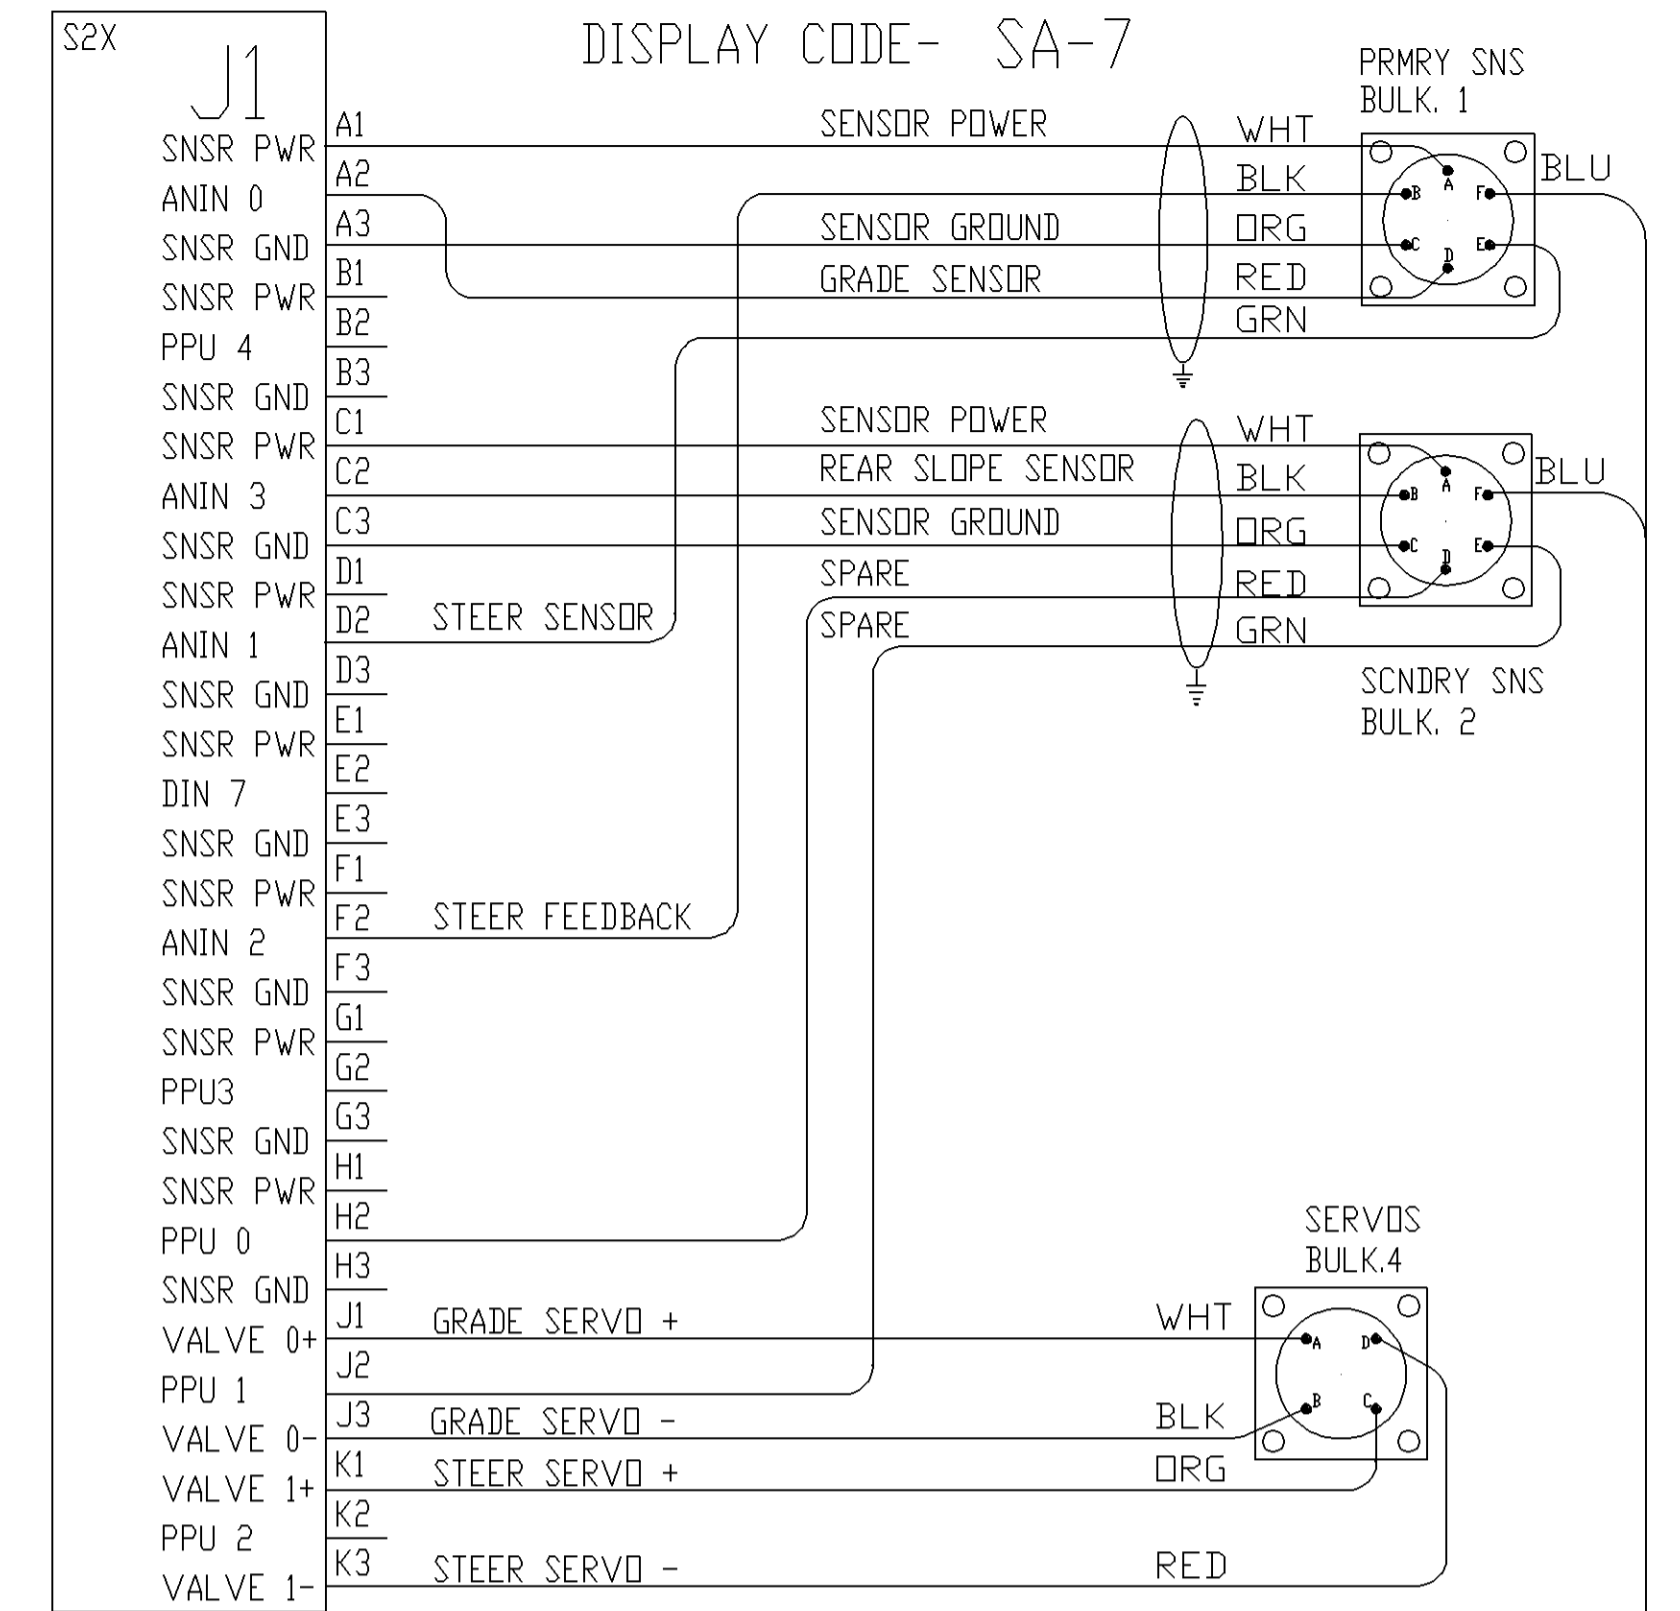 S2X
J1
DISPLAY CODE- SA-7
PRMRY SNS
BULK. 1
A1
SENSOR POWER
WHT
SNSR PWR
A2
BLK
BLU
ANIN 0
A3
SENSOR GROUND
ORG
SNSR GND
B1
GRADE SENSOR
RED
SNSR PWR
B2
GRN
PPU 4
B3
SNSR GND
A
B
C
D
E
F
C1
SENSOR POWER
WHT
SNSR PWR
C2
REAR SLOPE SENSOR
BLK
BLU
ANIN 3
C3
SENSOR GROUND
ORG
SNSR GND
D1
SPARE
RED
SNSR PWR
D2
STEER SENSOR
SPARE
GRN
ANIN 1
A
B
C
D
E
F
D3
SCNDRY SNS
BULK. 2
SNSR GND
E1
SNSR PWR
E2
DIN 7
E3
SNSR GND
F1
SNSR PWR
F2
STEER FEEDBACK
ANIN 2
F3
SNSR GND
G1
SNSR PWR
G2
PPU3
G3
SNSR GND
H1
SNSR PWR
H2
PPU 0
H3
SNSR GND
SERVOS
BULK.4
J1
GRADE SERVO +
WHT
VALVE 0+
J2
PPU 1
J3
GRADE SERVO -
BLK
VALVE 0-
K1
STEER SERVO +
ORG
VALVE 1+
K2
PPU 2
K3
STEER SERVO -
RED
VALVE 1-
A
D
B
C